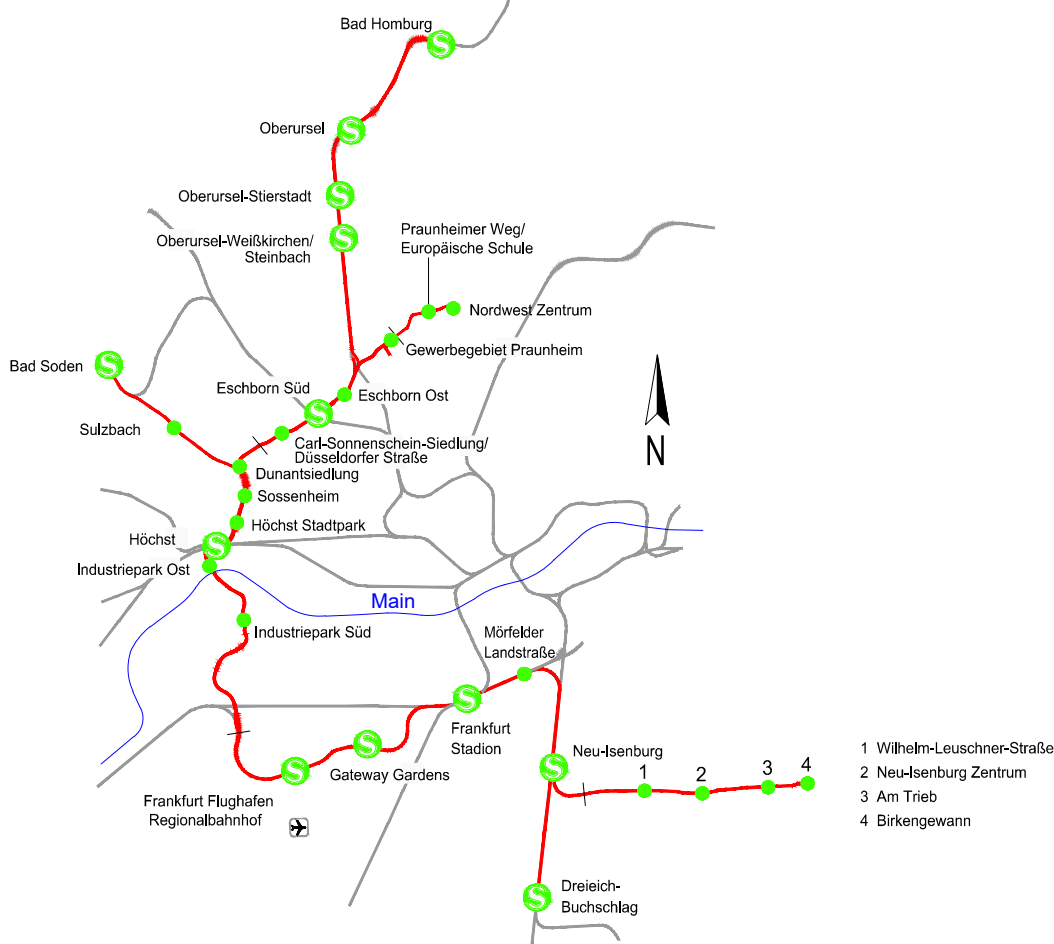 Bad Homburg
Oberursel
Oberursel-Stierstadt
Oberursel-Weißkirchen/
Steinbach
Praunheimer Weg/
Europäische Schule
Nordwest Zentrum
Gewerbegebiet Praunheim
Bad Soden
Eschborn Süd
Eschborn Ost
Sulzbach
Carl-Sonnenschein-Siedlung/
Düsseldorfer Straße
Dunantsiedlung
Sossenheim
Höchst Stadtpark
Höchst
Industriepark Ost
N
Main
Industriepark Süd
Mörfelder
Landstraße
Frankfurt
Stadion
Gateway Gardens
Frankfurt Flughafen
Regionalbahnhof
Neu-Isenburg
1
2
3
4
Dreieich-
Buchschlag
1 Wilhelm-Leuschner-Straße
2 Neu-Isenburg Zentrum
3 Am Trieb
4 Birkengewann
S
S
S
S
S
S
S
S
S
S
S
S